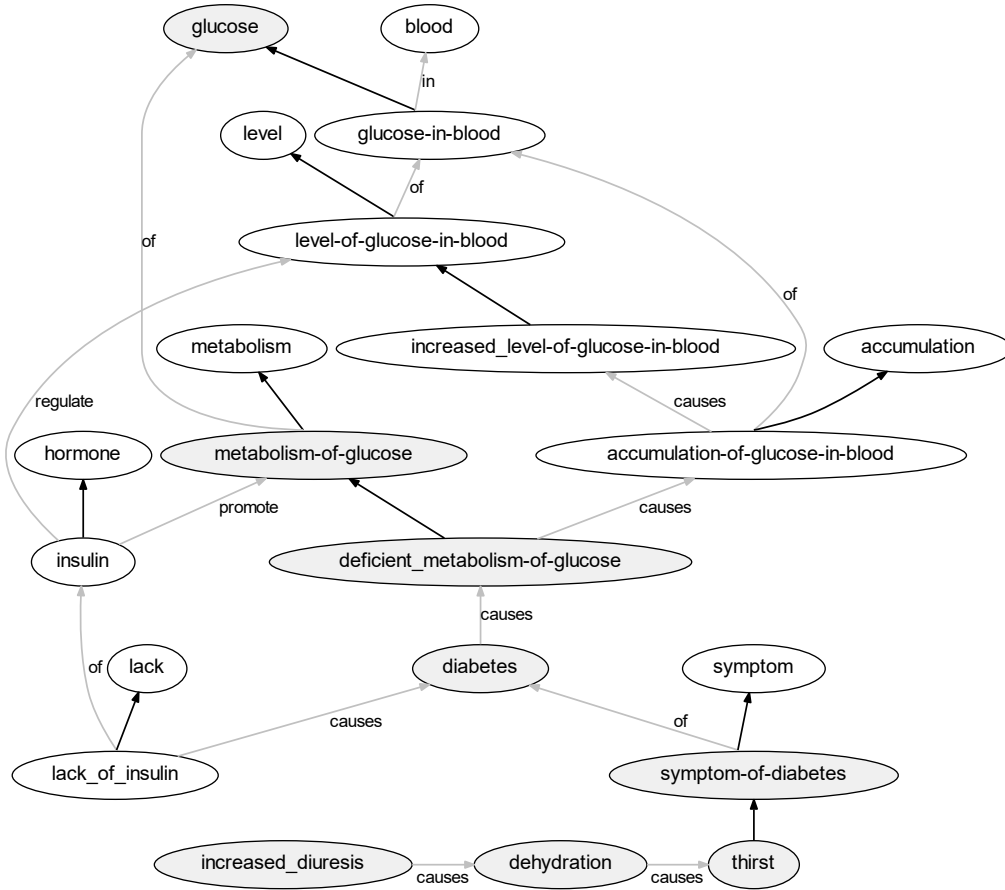 glucose
blood
in
level
glucose-in-blood
of
of
level-of-glucose-in-blood
of
metabolism
increased_level-of-glucose-in-blood
accumulation
regulate
causes
hormone
metabolism-of-glucose
accumulation-of-glucose-in-blood
promote
causes
insulin
deficient_metabolism-of-glucose
causes
of
lack
diabetes
symptom
causes
of
lack_of_insulin
symptom-of-diabetes
increased_diuresis
causes
dehydration
causes
thirst